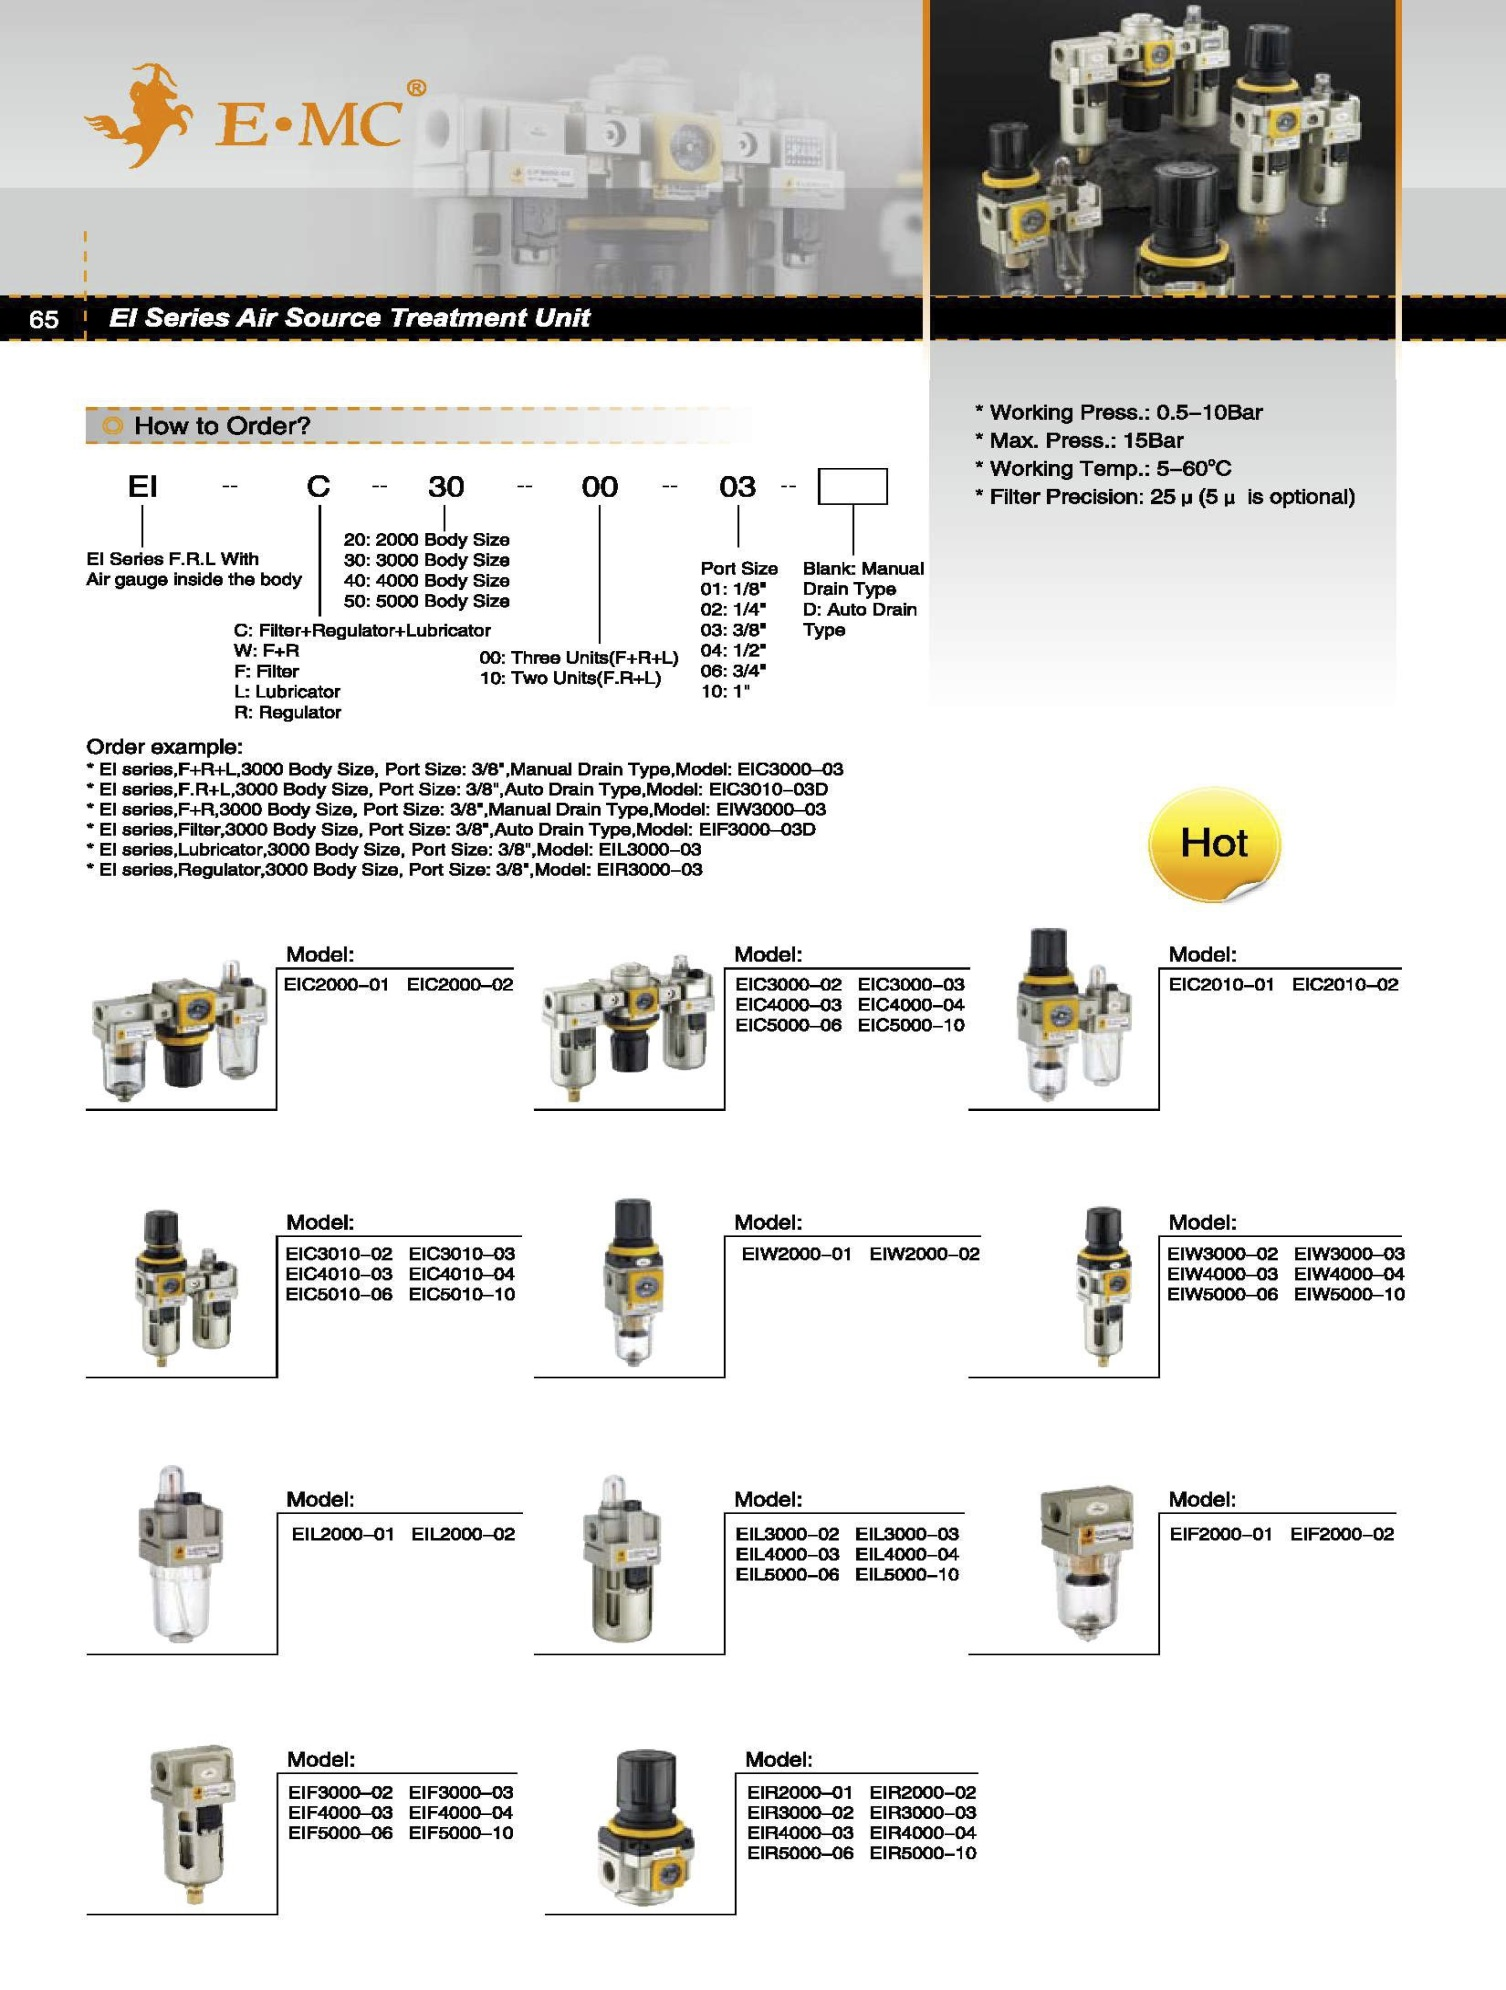 E·MC®
65
EI Series Air Source Treatment Unit
How to Order?
EI -- C -- 30 -- 00 -- 03 --
EI Series F.R.L With
Air gauge inside the body
C: Filter+Regulator+Lubricator
W: F+R
F: Filter
L: Lubricator
R: Regulator
20: 2000 Body Size
30: 3000 Body Size
40: 4000 Body Size
50: 5000 Body Size
00: Three Units(F+R+L)
10: Two Units(F.R+L)
Port Size
01: 1/8"
02: 1/4"
03: 3/8"
04: 1/2"
06: 3/4"
10: 1"
Blank: Manual
Drain Type
D: Auto Drain
Type
* Working Press.: 0.5–10Bar
* Max. Press.: 15Bar
* Working Temp.: 5–60°C
* Filter Precision: 25 μ (5 μ is optional)
Order example:
* EI series,F+R+L,3000 Body Size, Port Size: 3/8",Manual Drain Type,Model: EIC3000–03
* EI series,F.R+L,3000 Body Size, Port Size: 3/8",Auto Drain Type,Model: EIC3010–03D
* EI series,F+R,3000 Body Size, Port Size: 3/8",Manual Drain Type,Model: EIW3000–03
* EI series,Filter,3000 Body Size, Port Size: 3/8",Auto Drain Type,Model: EIF3000–03D
* EI series,Lubricator,3000 Body Size, Port Size: 3/8",Model: EIL3000–03
* EI series,Regulator,3000 Body Size, Port Size: 3/8",Model: EIR3000–03
Hot
Model:
EIC2000–01 EIC2000–02
Model:
EIC3000–02 EIC3000–03
EIC4000–03 EIC4000–04
EIC5000–06 EIC5000–10
Model:
EIC2010–01 EIC2010–02
Model:
EIC3010–02 EIC3010–03
EIC4010–03 EIC4010–04
EIC5010–06 EIC5010–10
Model:
EIW2000–01 EIW2000–02
Model:
EIW3000–02 EIW3000–03
EIW4000–03 EIW4000–04
EIW5000–06 EIW5000–10
Model:
EIL2000–01 EIL2000–02
Model:
EIL3000–02 EIL3000–03
EIL4000–03 EIL4000–04
EIL5000–06 EIL5000–10
Model:
EIF2000–01 EIF2000–02
Model:
EIF3000–02 EIF3000–03
EIF4000–03 EIF4000–04
EIF5000–06 EIF5000–10
Model:
EIR2000–01 EIR2000–02
EIR3000–02 EIR3000–03
EIR4000–03 EIR4000–04
EIR5000–06 EIR5000–10